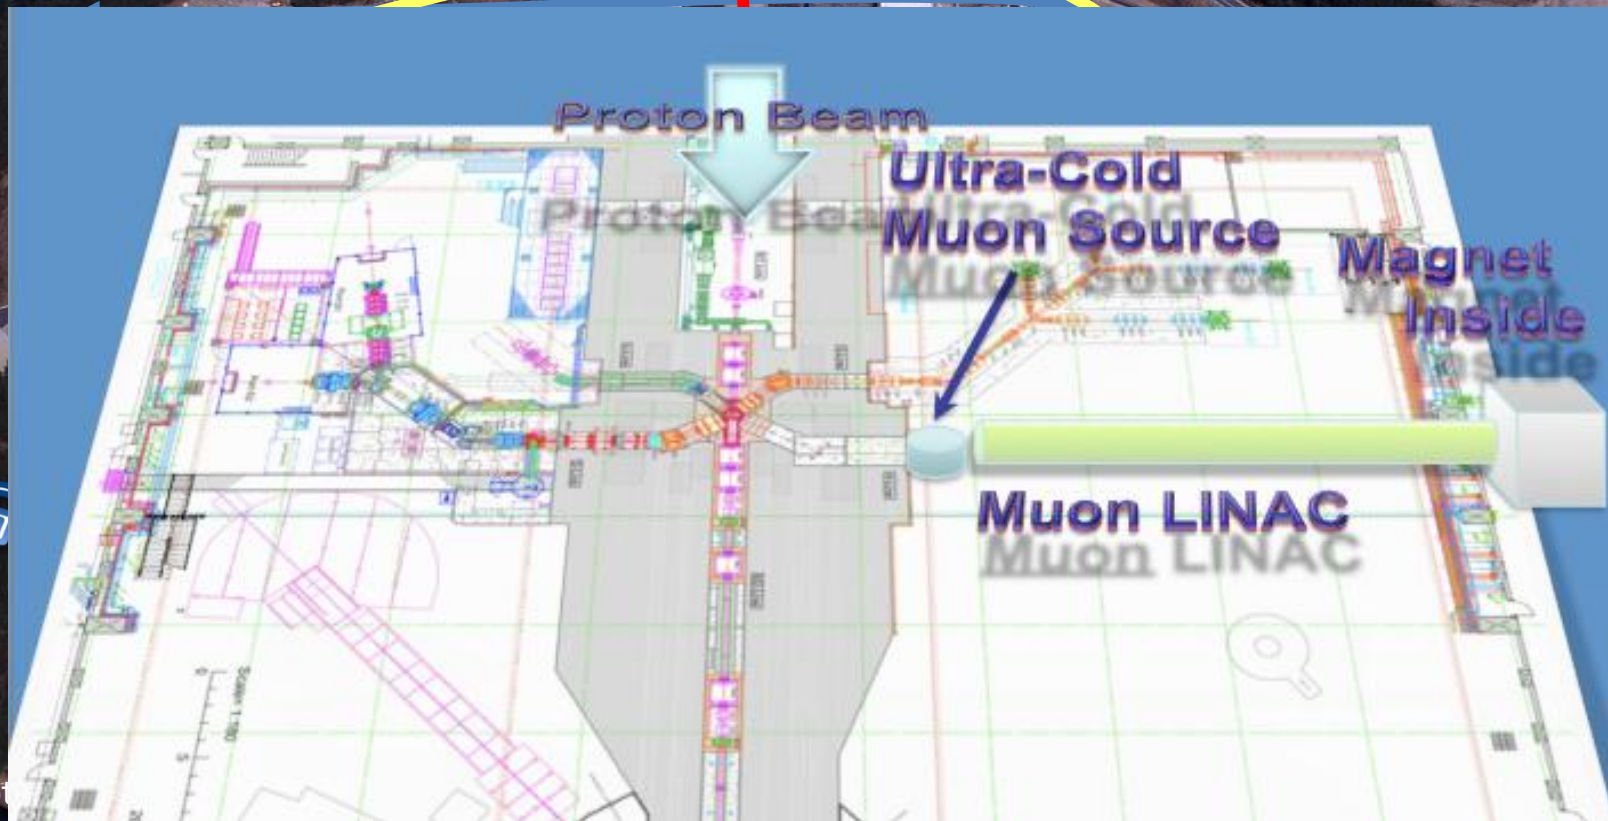 Proton Beam
Ultra-Cold
Muon Source
Magnet
Inside
Muon LINAC